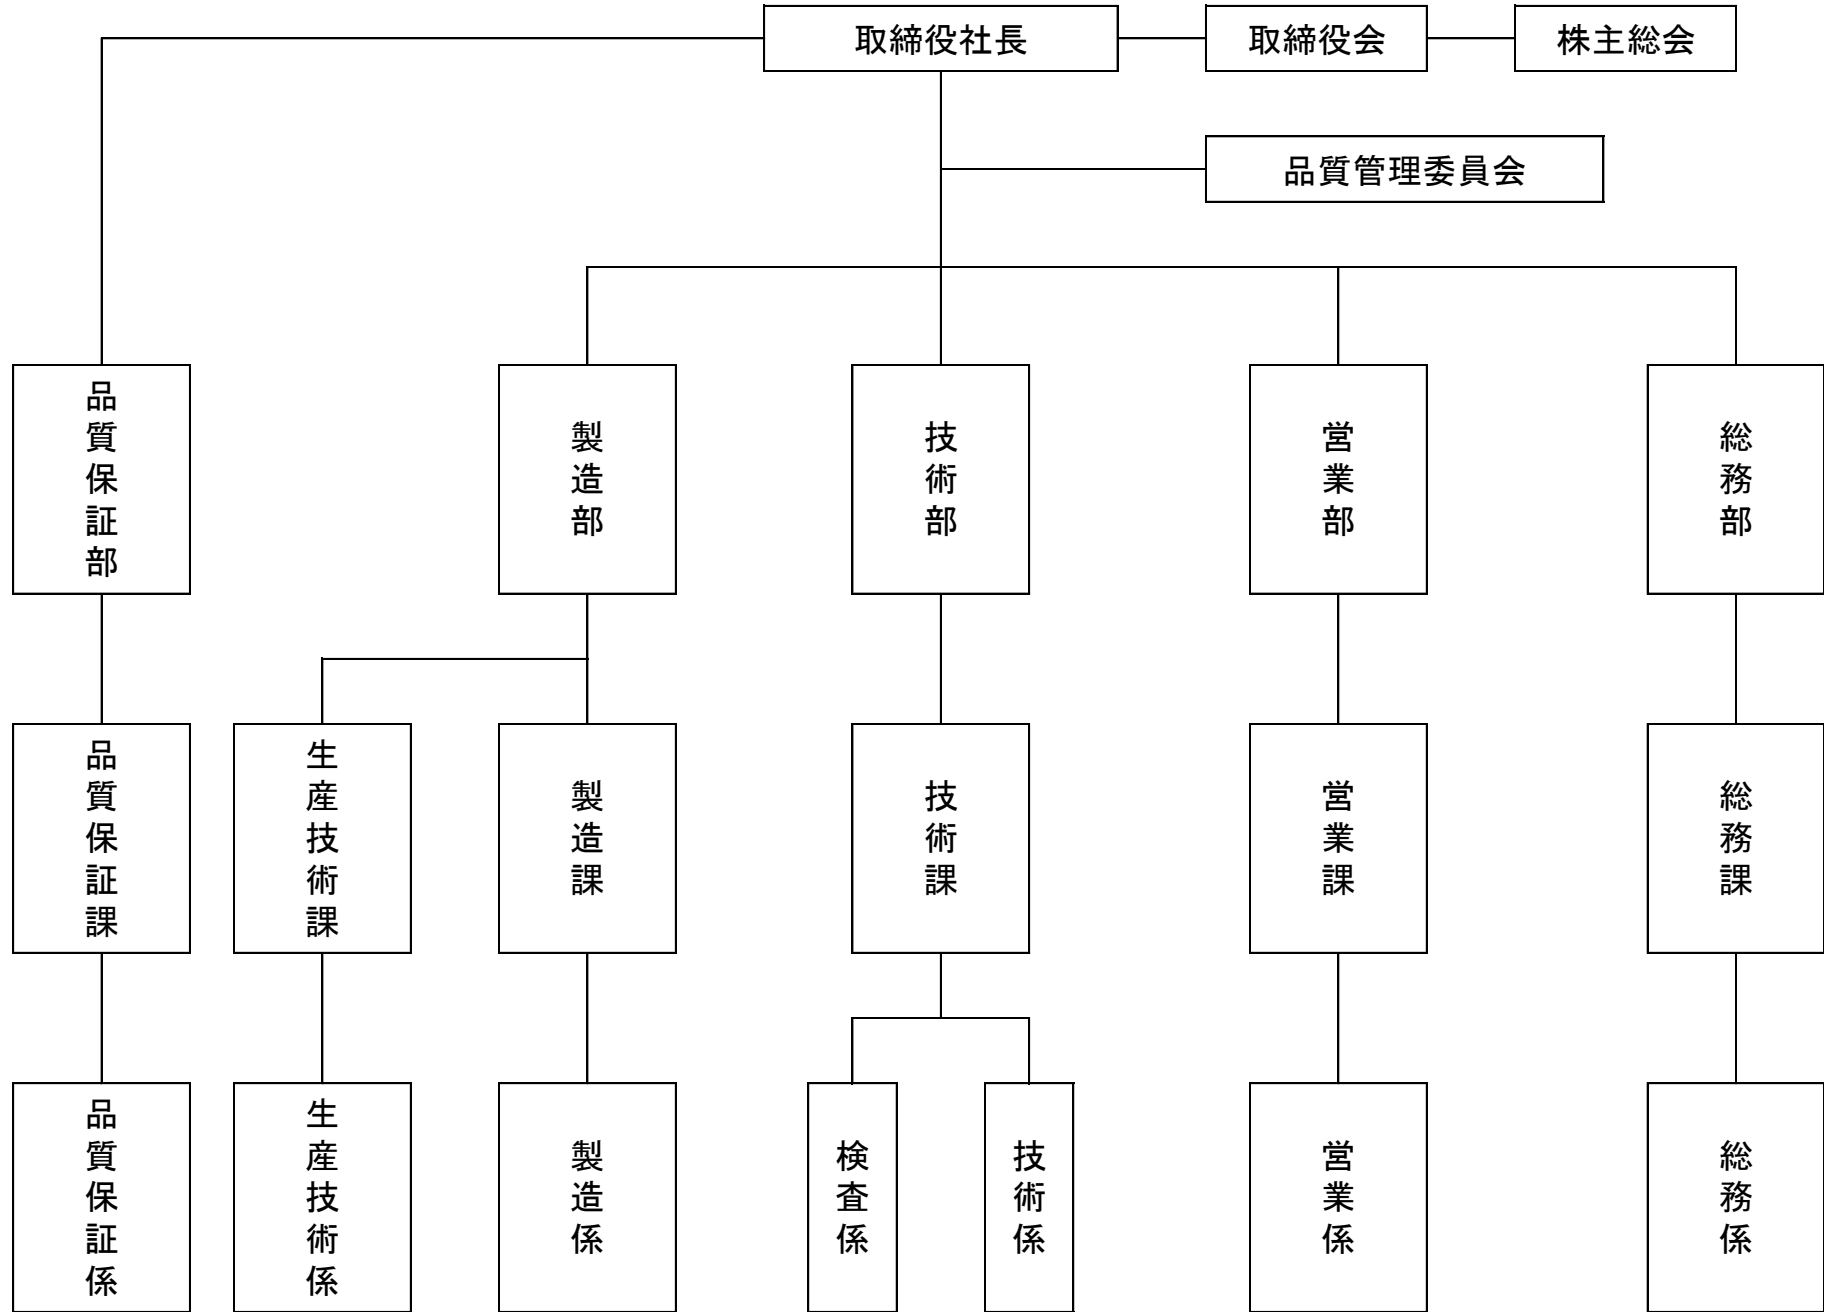 取締役社長
取締役会
株主総会
品質管理委員会
品質保証部
製造部
技術部
営業部
総務部
品質保証課
生産技術課
製造課
技術課
営業課
総務課
品質保証係
生産技術係
製造係
検査係
技術係
営業係
総務係